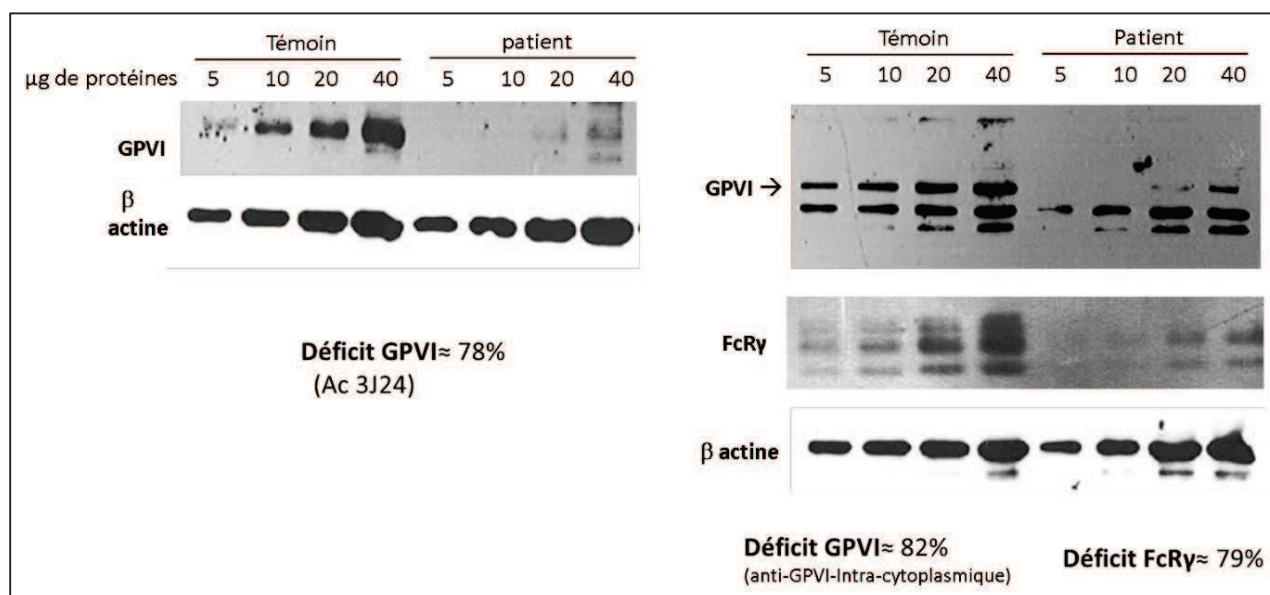 Témoin patient
µg de protéines 5 10 20 40 5 10 20 40
GPVI
β
actine
Déficit GPVI≈ 78%
(Ac 3J24)
Témoin Patient
5 10 20 40 5 10 20 40
GPVI →
FcRγ
β actine
Déficit GPVI≈ 82%
(anti-GPVI-Intra-cytoplasmique)
Déficit FcRγ≈ 79%